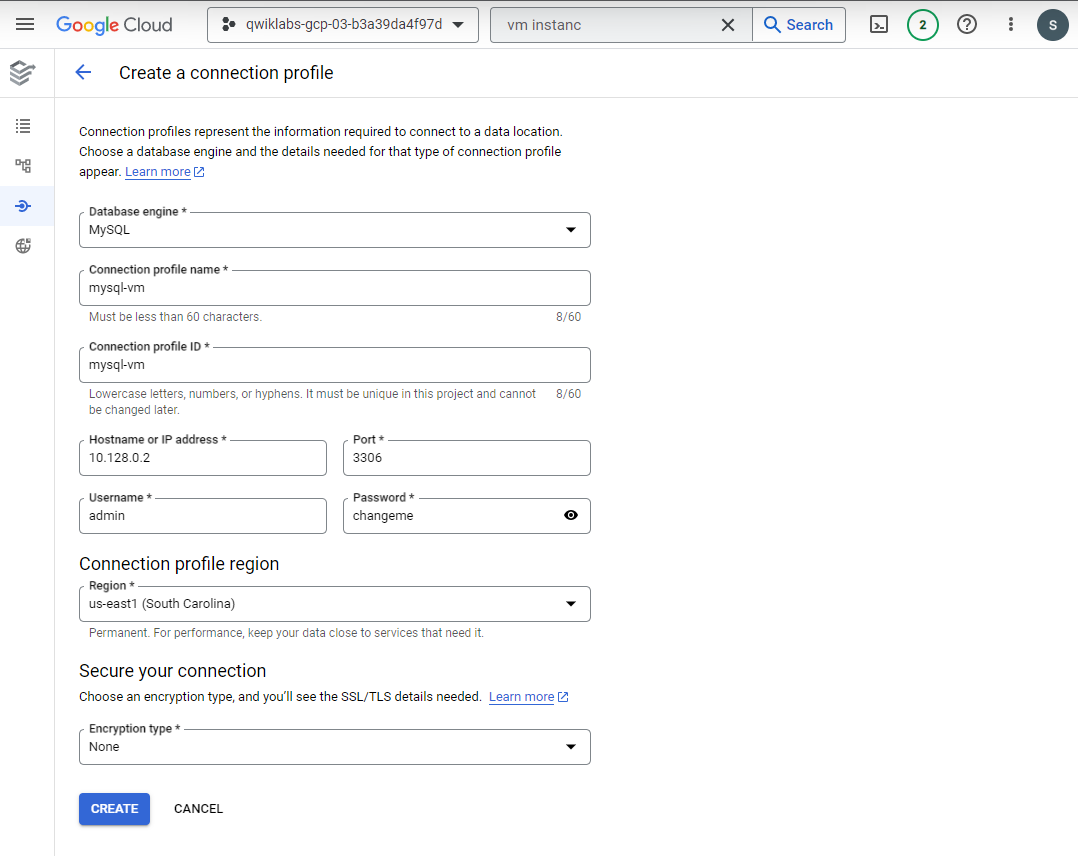 Google Cloud
qwiklabs-gcp-03-b3a39da4f97d
vm instanc
Search
2
S
Create a connection profile
Connection profiles represent the information required to connect to a data location.
Choose a database engine and the details needed for that type of connection profile
appear. Learn more
Database engine *
MySQL
Connection profile name *
mysql-vm
Must be less than 60 characters. 8/60
Connection profile ID *
mysql-vm
Lowercase letters, numbers, or hyphens. It must be unique in this project and cannot 8/60
be changed later.
Hostname or IP address * Port *
10.128.0.2 3306
Username * Password *
admin changeme
Connection profile region
Region *
us-east1 (South Carolina)
Permanent. For performance, keep your data close to services that need it.
Secure your connection
Choose an encryption type, and you'll see the SSL/TLS details needed. Learn more
Encryption type *
None
CREATE CANCEL